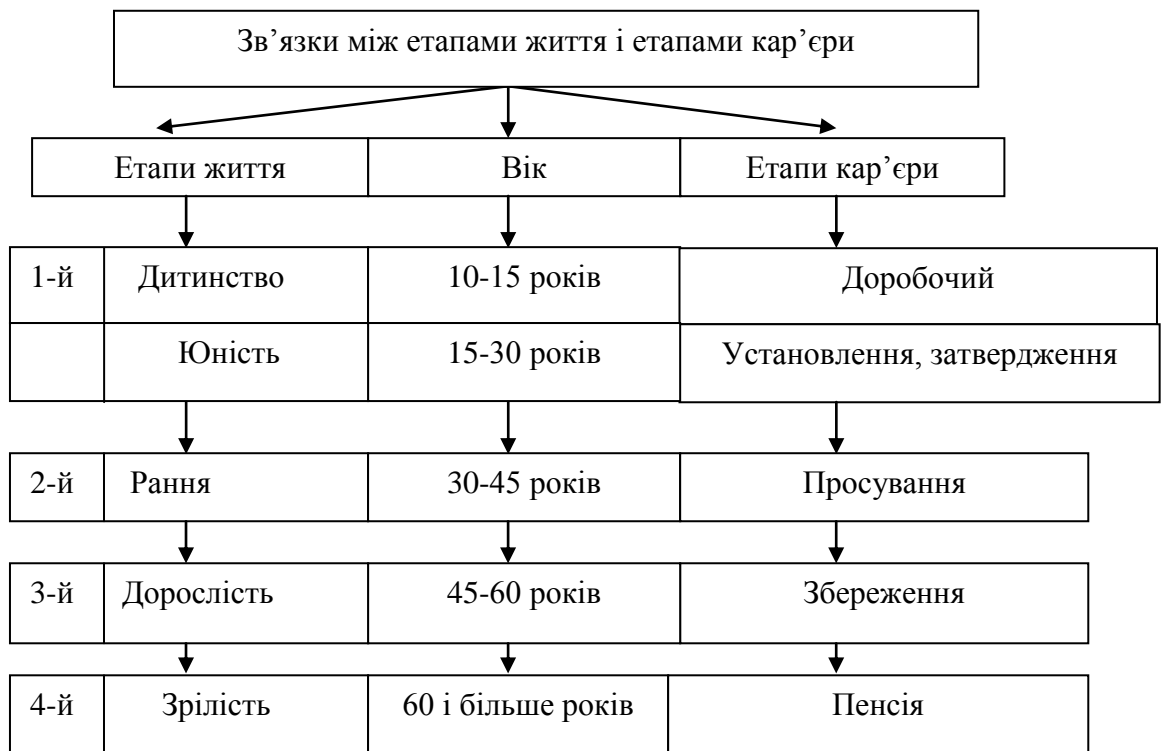 Зв’язки між етапами життя і етапами кар’єри
Етапи життя Вік Етапи кар’єри
1-й Дитинство 10-15 років Доробочий
Юність 15-30 років Установлення, затвердження
2-й Рання 30-45 років Просування
3-й Дорослість 45-60 років Збереження
4-й Зрілість 60 і більше років Пенсія